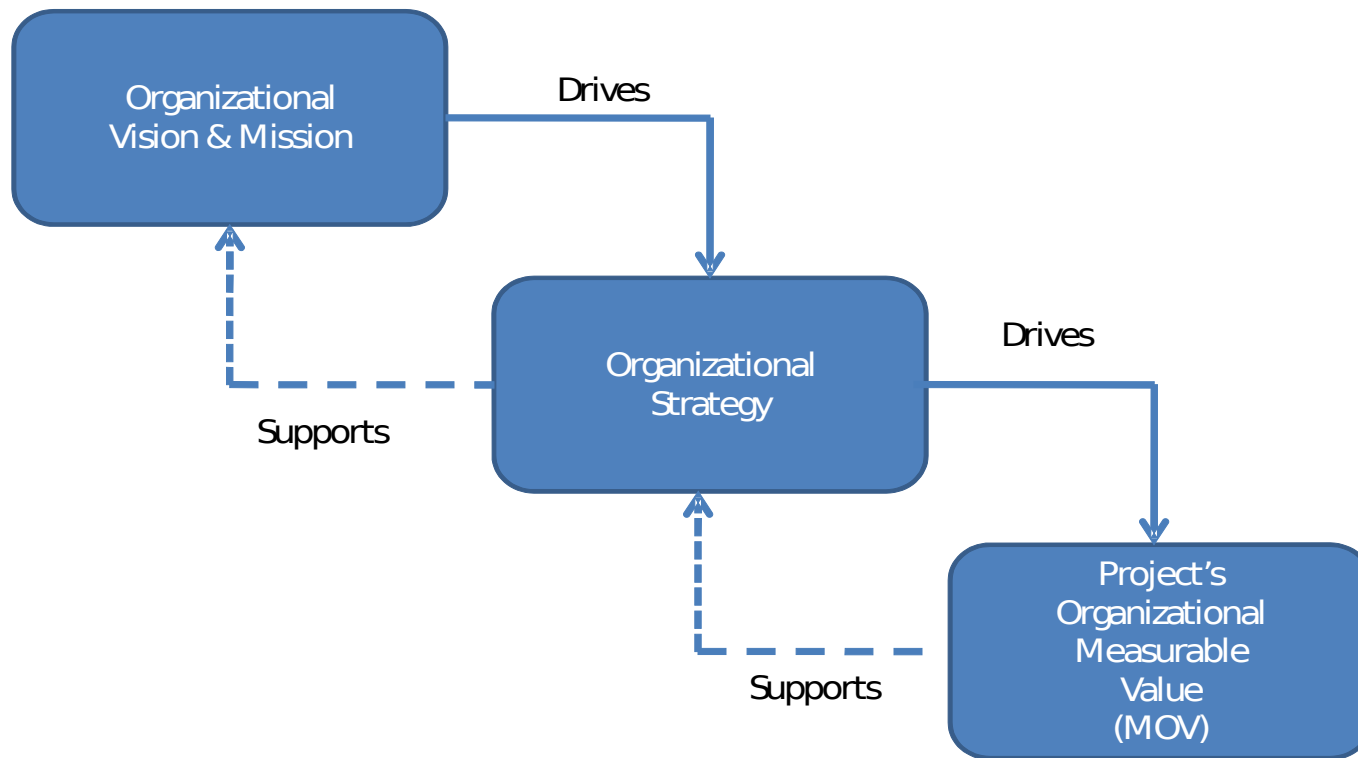 Organizational
Vision & Mission
Drives
Organizational
Strategy
Drives
Supports
Project’s
Organizational
Measurable
Value
(MOV)
Supports